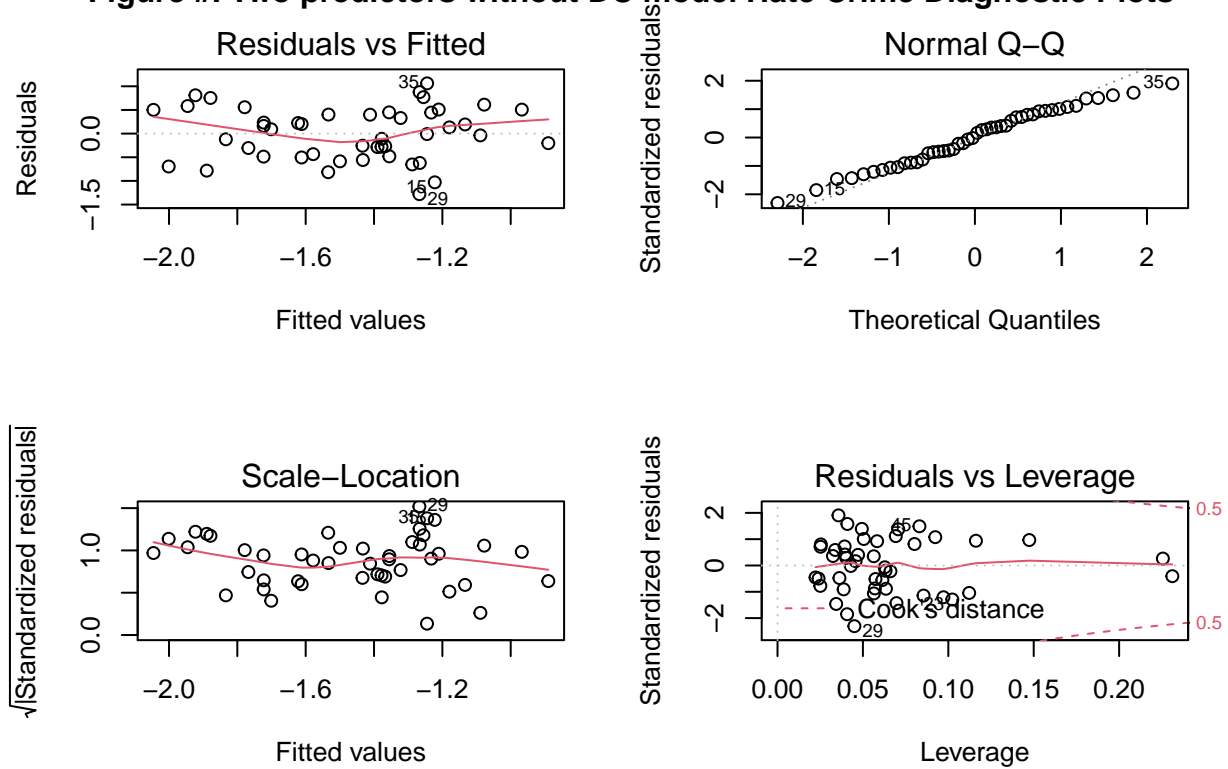 Figure #: Two predictors without DC Model Hate Crime Diagnostic Plots
Residuals vs Fitted
Residuals
0.0
−1.5
35
15
29
−2.0 −1.6 −1.2
Fitted values
Normal Q−Q
Standardized residuals
2
0
−2
35
15
29
−2 −1 0 1 2
Theoretical Quantiles
Scale−Location
√|Standardized residuals|
1.0
0.0
29
35
−2.0 −1.6 −1.2
Fitted values
Residuals vs Leverage
Standardized residuals
2
0
−2
0.5
0.5
45
23
29
Cook's distance
0.00 0.05 0.10 0.15 0.20
Leverage